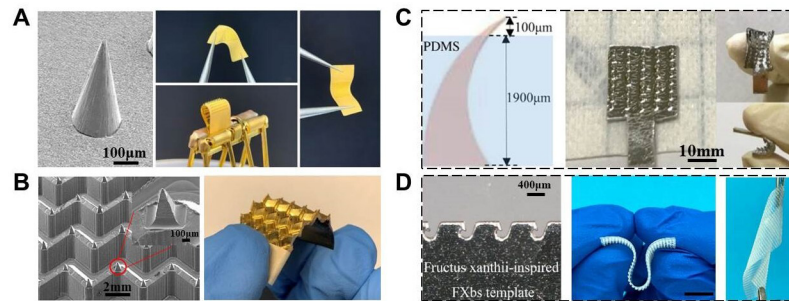 A
100μm
B
100μm
2mm
C
PDMS
100μm
1900μm
10mm
D
400μm
Fructus xanthii-inspired
FXbs template